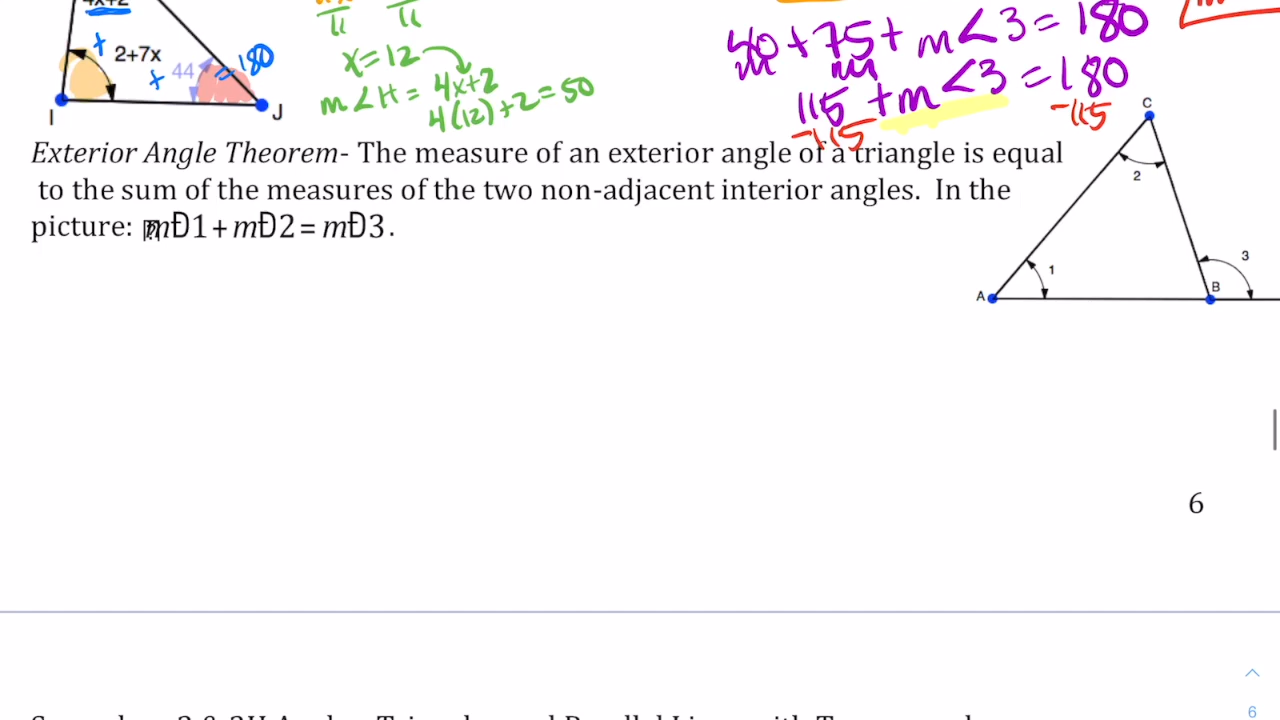 4x+2
+
2+7x
+
44
=180
I
J
11
11
x=12
m∠H= 4x+2
4(12)+2=50
40+75+ m∠3=180
115 +m∠3=180
-115
-115
Exterior Angle Theorem- The measure of an exterior angle of a triangle is equal
to the sum of the measures of the two non-adjacent interior angles. In the
picture: mÐ1+mÐ2=mÐ3.
C
2
1
3
A
B
6
6